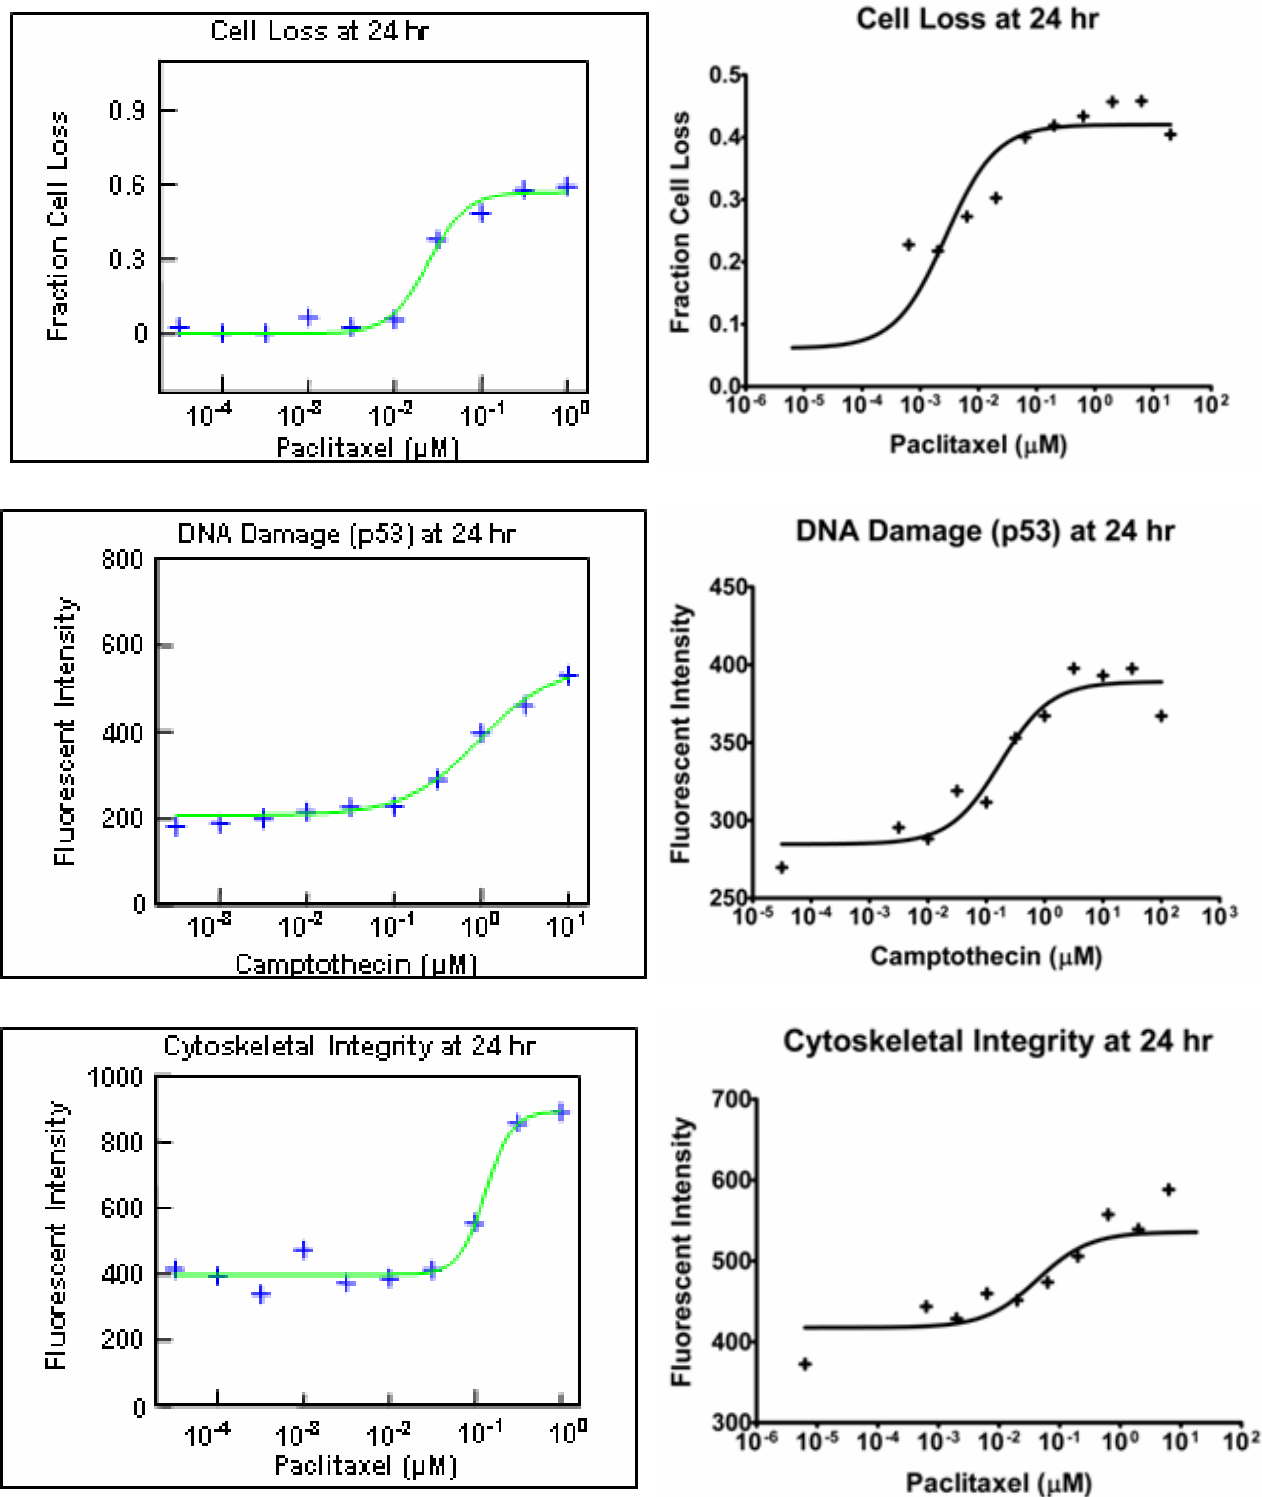 Cell Loss at 24 hr
Fraction Cell Loss
0.9
0.6
0.3
0
10⁻⁴ 10⁻³ 10⁻² 10⁻¹ 10⁰
Paclitaxel (µM)
Cell Loss at 24 hr
Fraction Cell Loss
0.5
0.4
0.3
0.2
0.1
0.0
10⁻⁶ 10⁻⁵ 10⁻⁴ 10⁻³ 10⁻² 10⁻¹ 10⁰ 10¹ 10²
Paclitaxel (µM)
DNA Damage (p53) at 24 hr
Fluorescent Intensity
800
600
400
200
0
10⁻³ 10⁻² 10⁻¹ 10⁰ 10¹
Camptothecin (µM)
DNA Damage (p53) at 24 hr
Fluorescent Intensity
450
400
350
300
250
10⁻⁵ 10⁻⁴ 10⁻³ 10⁻² 10⁻¹ 10⁰ 10¹ 10² 10³
Camptothecin (µM)
Cytoskeletal Integrity at 24 hr
Fluorescent Intensity
1000
800
600
400
200
0
10⁻⁴ 10⁻³ 10⁻² 10⁻¹ 10⁰
Paclitaxel (µM)
Cytoskeletal Integrity at 24 hr
Fluorescent Intensity
700
600
500
400
300
10⁻⁶ 10⁻⁵ 10⁻⁴ 10⁻³ 10⁻² 10⁻¹ 10⁰ 10¹ 10²
Paclitaxel (µM)